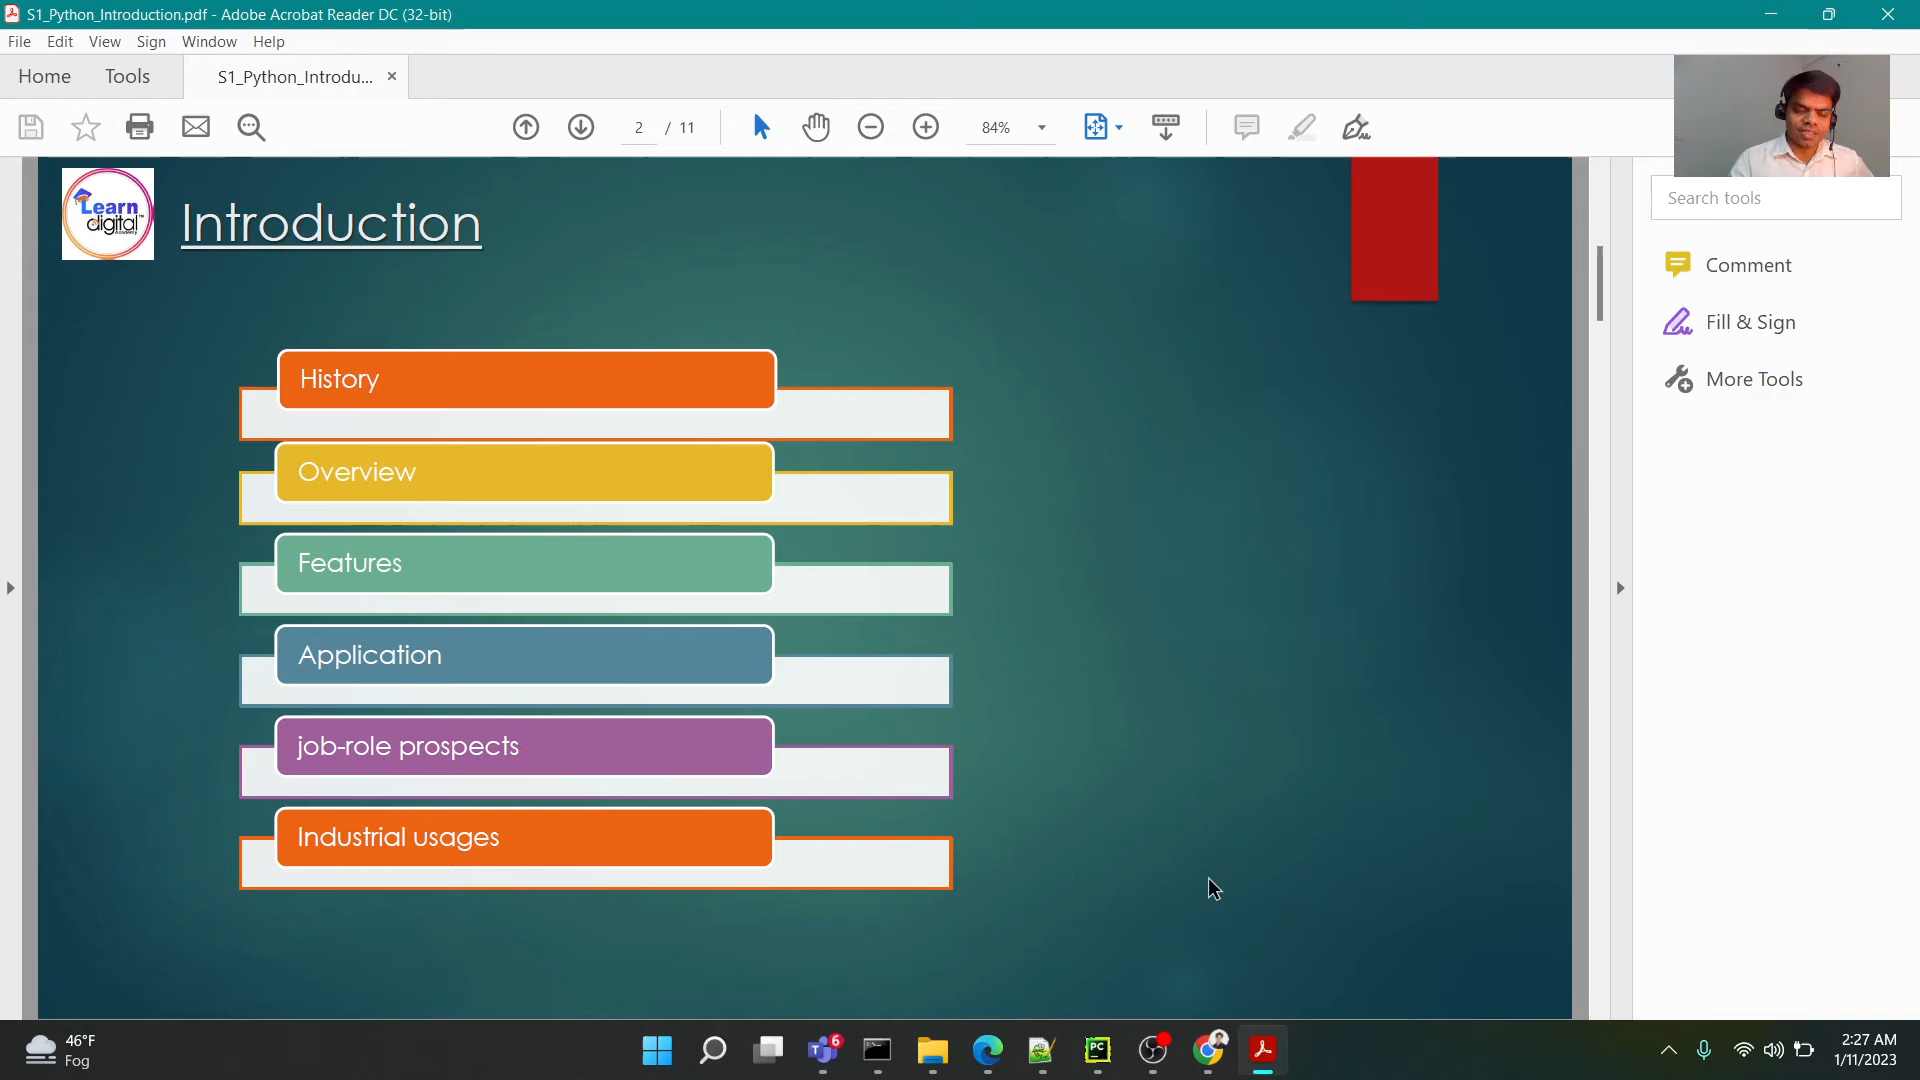 S1_Python_Introduction.pdf - Adobe Acrobat Reader DC (32-bit)
File Edit View Sign Window Help
Home Tools S1_Python_Introdu... ×
2 / 11 84%
Learn
digital
Introduction
Search tools
Comment
Fill & Sign
More Tools
History
Overview
Features
Application
job-role prospects
Industrial usages
46°F
Fog
6
PC
2:27 AM
1/11/2023